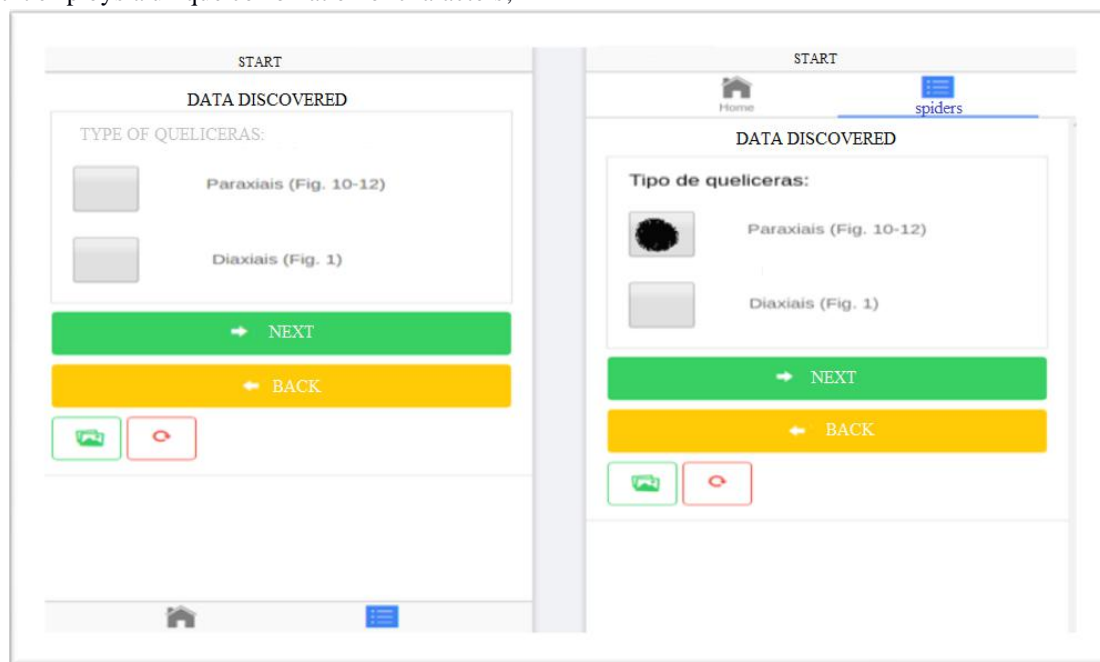 START
DATA DISCOVERED
TYPE OF QUELICERAS:
Paraxiais (Fig. 10-12)
Diaxiais (Fig. 1)
NEXT
BACK
START
Home
spiders
DATA DISCOVERED
Tipo de queliceras:
Paraxiais (Fig. 10-12)
Diaxiais (Fig. 1)
NEXT
BACK